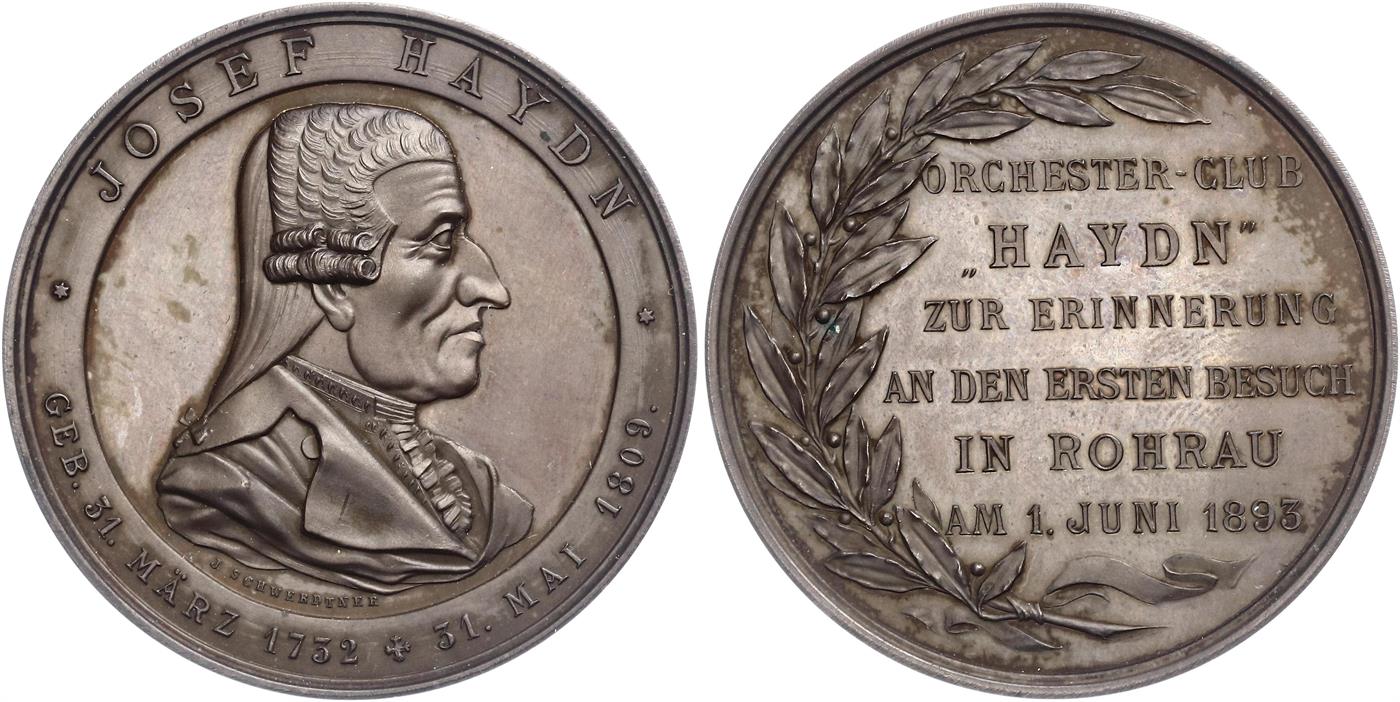 JOSEF HAYDN
GEB. 31. MÄRZ 1732 ✠ 31. MAI 1809.
J. SCHWERDTNER
ORCHESTER-CLUB
„HAYDN”
ZUR ERINNERUNG
AN DEN ERSTEN BESUCH
IN ROHRAU
AM 1. JUNI 1893